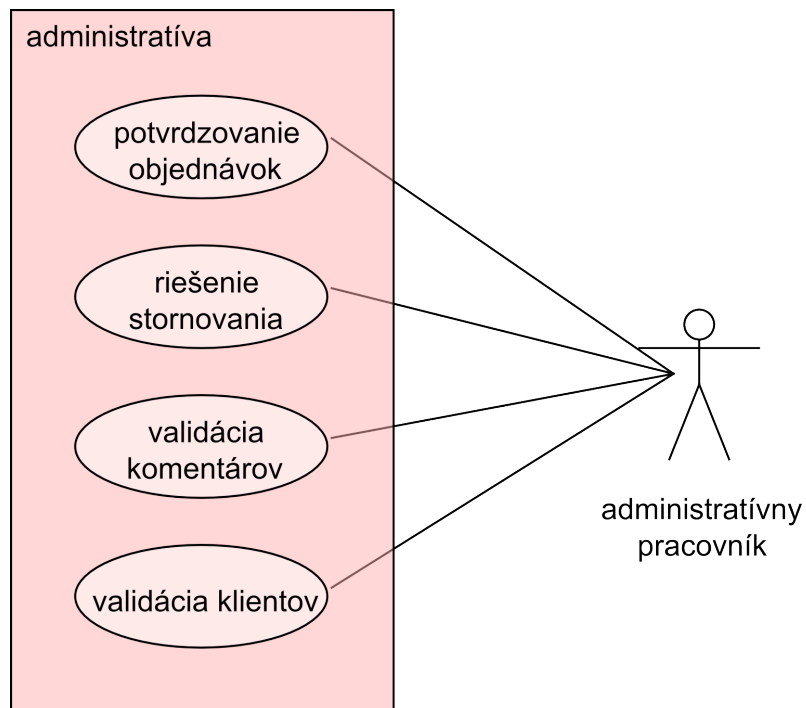 administratíva
potvrdzovanie
objednávok
riešenie
stornovania
validácia
komentárov
validácia klientov
administratívny
pracovník